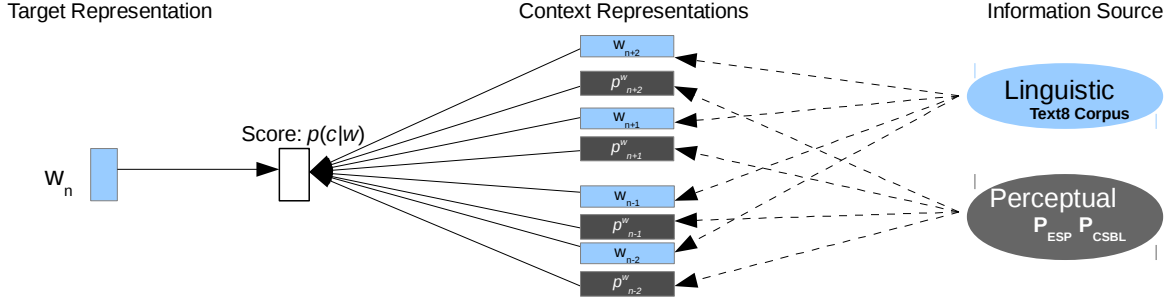 Target Representation
Context Representations
Information Source
w_n
Score: p(c|w)
w_{n+2}
p^w_{n+2}
w_{n+1}
p^w_{n+1}
w_{n-1}
p^w_{n-1}
w_{n-2}
p^w_{n-2}
Linguistic
Text8 Corpus
Perceptual
P_{ESP} P_{CSBL}